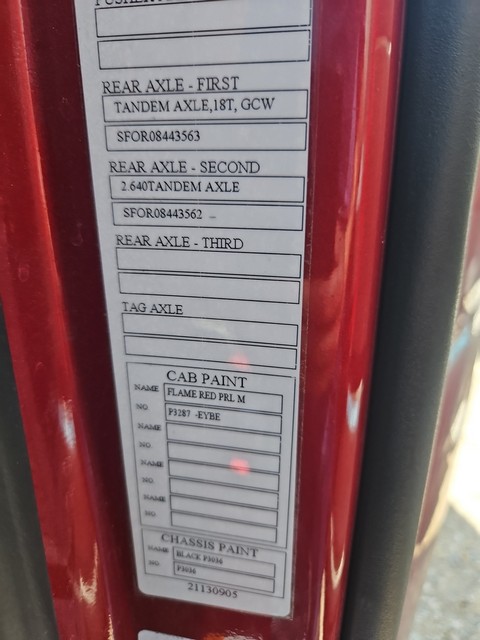 REAR AXLE - FIRST
TANDEM AXLE,18T, GCW
SFOR08443563
REAR AXLE - SECOND
2.640TANDEM AXLE
SFOR08443562 -
REAR AXLE - THIRD
TAG AXLE
CAB PAINT
NAME FLAME RED PRL M
NO. P3287 -EYBE
NAME
NO.
NAME
NO.
NAME
NO.
CHASSIS PAINT
NAME BLACK P3036
NO. P3036
21130905